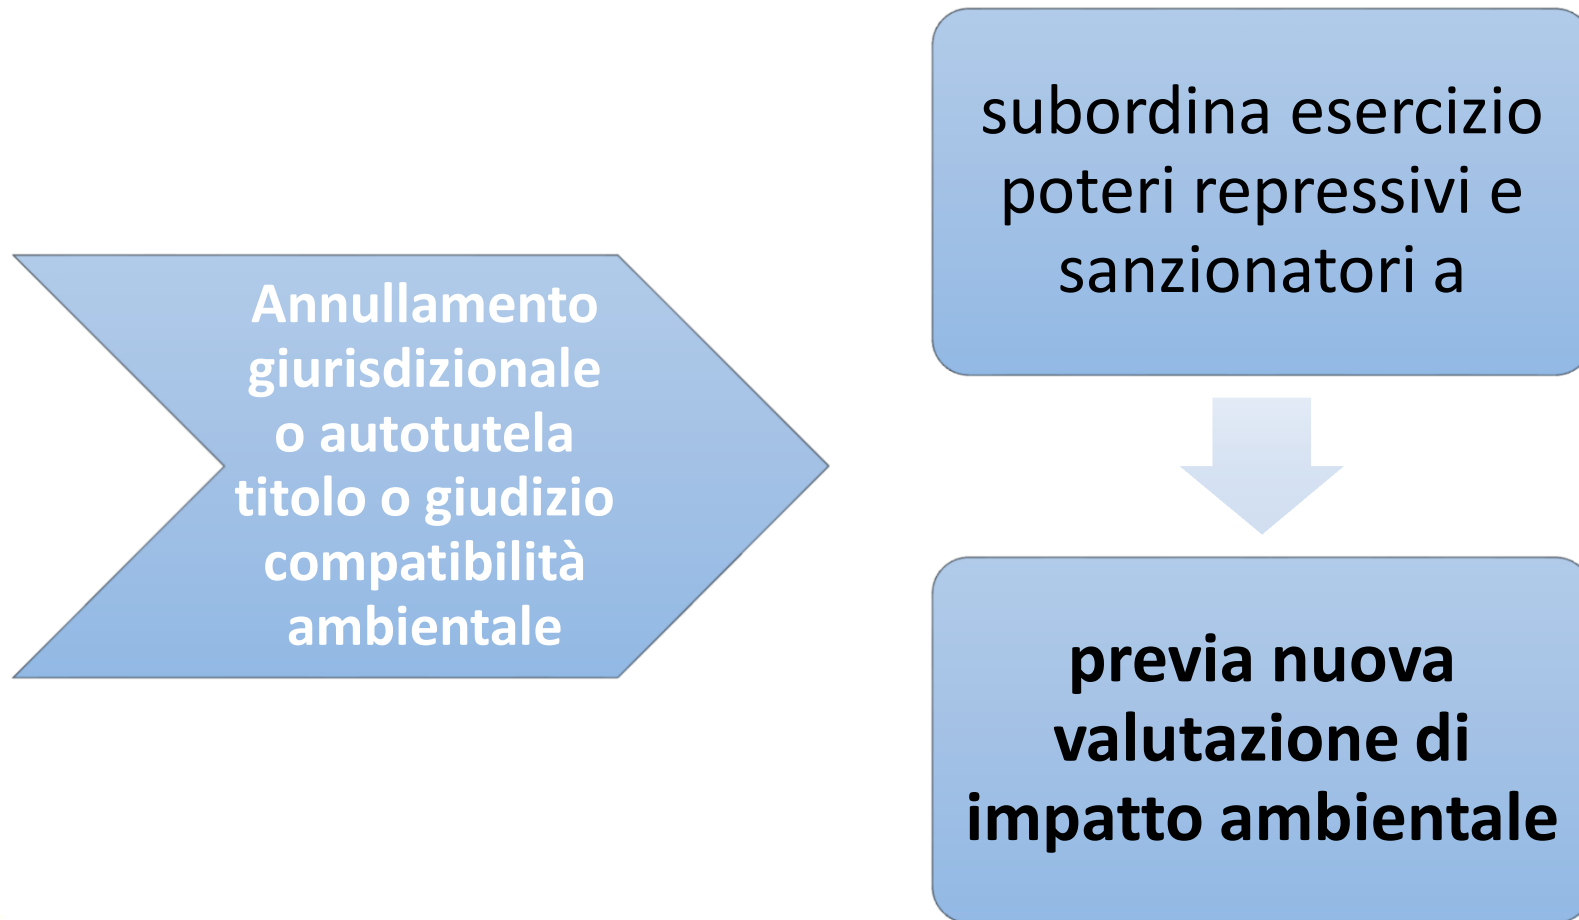 Annullamento
giurisdizionale
o autotutela
titolo o giudizio
compatibilità
ambientale
subordina esercizio
poteri repressivi e
sanzionatori a
previa nuova
valutazione di
impatto ambientale